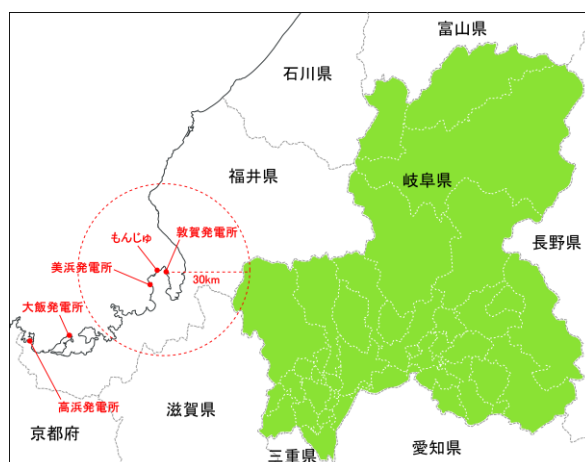 富山県
石川県
福井県
岐阜県
長野県
もんじゅ
敦賀発電所
美浜発電所
30km
大飯発電所
高浜発電所
滋賀県
京都府
三重県
愛知県